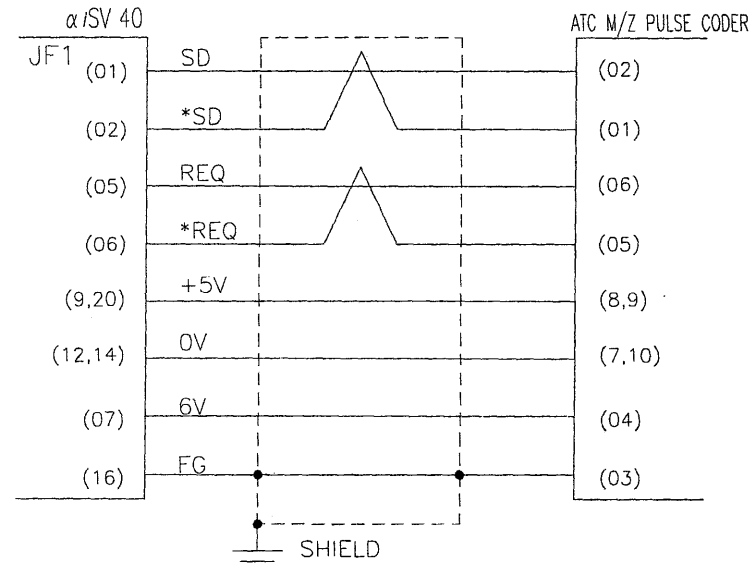 αiSV 40 ATC M/Z PULSE CODER
JF1
(01) SD (02)
(02) *SD (01)
(05) REQ (06)
(06) *REQ (05)
(9,20) +5V (8,9)
(12,14) 0V (7,10)
(07) 6V (04)
(16) FG (03)
SHIELD